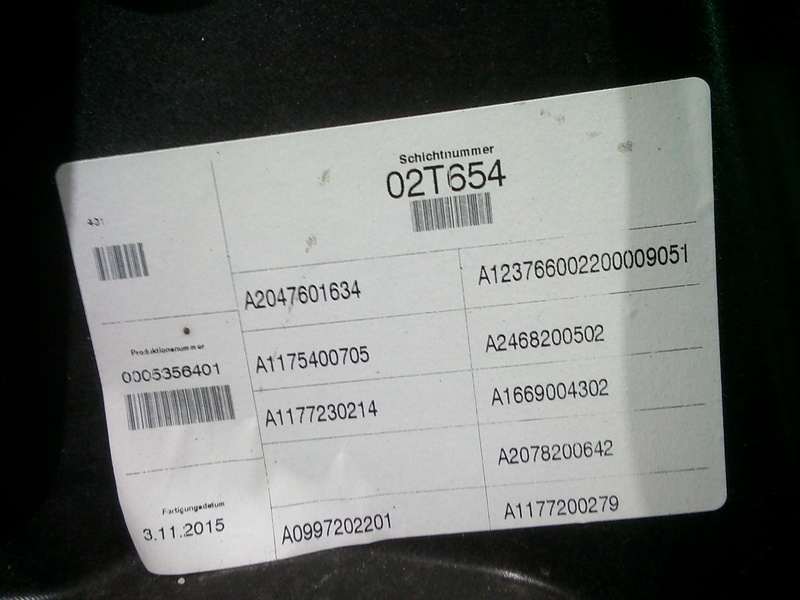 Schichtnummer
02T654
431
A2047601634
A123766002200009051
Produktionsnummer
0005356401
A1175400705
A2468200502
A1177230214
A1669004302
A2078200642
Fertigungsdatum
3.11.2015
A0997202201
A1177200279